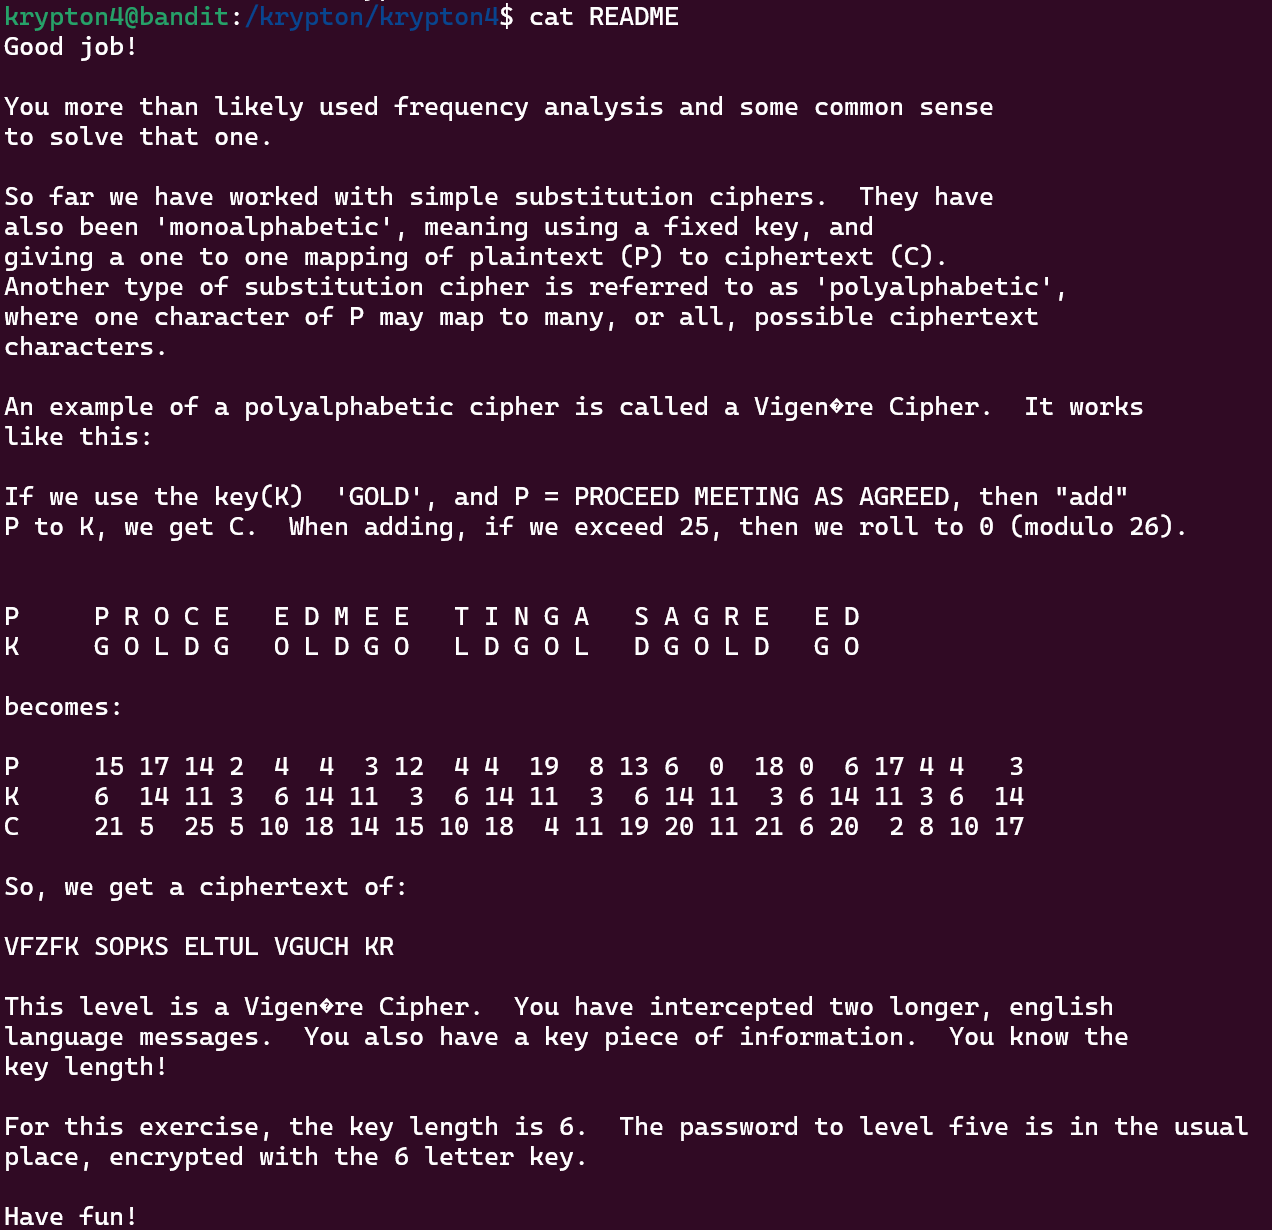 krypton4@bandit:/krypton/krypton4$ cat README
Good job!
You more than likely used frequency analysis and some common sense
to solve that one.
So far we have worked with simple substitution ciphers.  They have
also been 'monoalphabetic', meaning using a fixed key, and
giving a one to one mapping of plaintext (P) to ciphertext (C).
Another type of substitution cipher is referred to as 'polyalphabetic',
where one character of P may map to many, or all, possible ciphertext
characters.
An example of a polyalphabetic cipher is called a Vigen�re Cipher.  It works
like this:
If we use the key(K)  'GOLD', and P = PROCEED MEETING AS AGREED, then "add"
P to K, we get C.  When adding, if we exceed 25, then we roll to 0 (modulo 26).
P     P R O C E   E D M E E   T I N G A   S A G R E   E D
K     G O L D G   O L D G O   L D G O L   D G O L D   G O
becomes:
P     15 17 14 2  4  4  3 12  4 4  19  8 13 6  0  18 0  6 17 4 4   3
K     6  14 11 3  6 14 11  3  6 14 11  3  6 14 11  3 6 14 11 3 6  14
C     21 5  25 5 10 18 14 15 10 18  4 11 19 20 11 21 6 20  2 8 10 17
So, we get a ciphertext of:
VFZFK SOPKS ELTUL VGUCH KR
This level is a Vigen�re Cipher.  You have intercepted two longer, english
language messages.  You also have a key piece of information.  You know the
key length!
For this exercise, the key length is 6.  The password to level five is in the usual
place, encrypted with the 6 letter key.
Have fun!